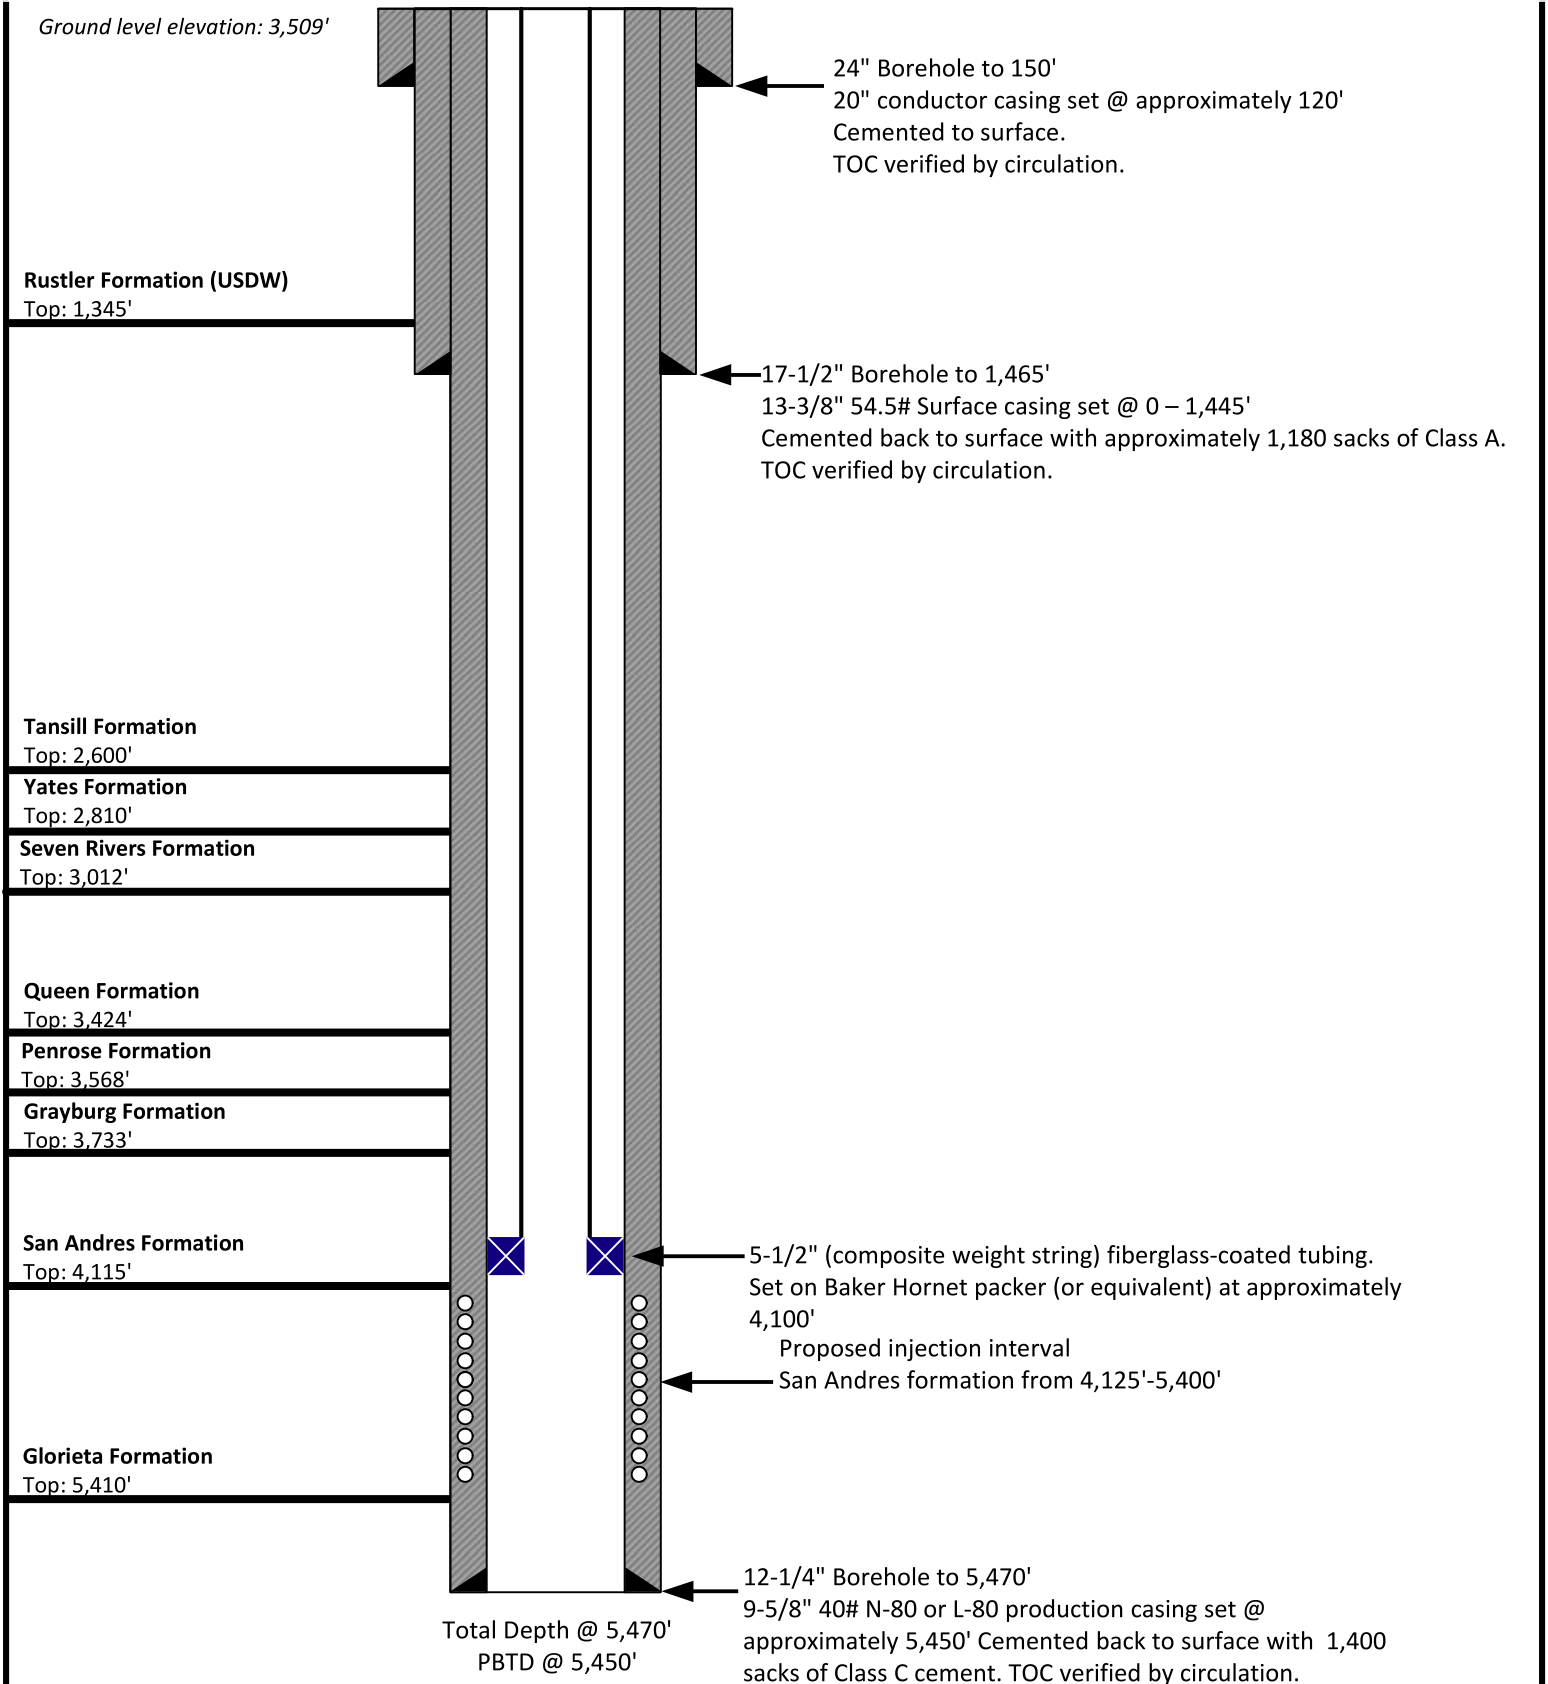 Ground level elevation: 3,509'
24" Borehole to 150'
20" conductor casing set @ approximately 120'
Cemented to surface.
TOC verified by circulation.
Rustler Formation (USDW)
Top: 1,345'
17-1/2" Borehole to 1,465'
13-3/8" 54.5# Surface casing set @ 0 – 1,445'
Cemented back to surface with approximately 1,180 sacks of Class A.
TOC verified by circulation.
Tansill Formation
Top: 2,600'
Yates Formation
Top: 2,810'
Seven Rivers Formation
Top: 3,012'
Queen Formation
Top: 3,424'
Penrose Formation
Top: 3,568'
Grayburg Formation
Top: 3,733'
San Andres Formation
Top: 4,115'
5-1/2" (composite weight string) fiberglass-coated tubing.
Set on Baker Hornet packer (or equivalent) at approximately
4,100'
Proposed injection interval
San Andres formation from 4,125'-5,400'
Glorieta Formation
Top: 5,410'
12-1/4" Borehole to 5,470'
9-5/8" 40# N-80 or L-80 production casing set @
approximately 5,450' Cemented back to surface with 1,400
sacks of Class C cement. TOC verified by circulation.
Total Depth @ 5,470'
PBTD @ 5,450'